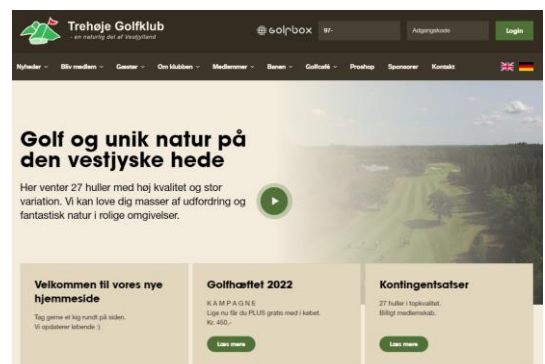 Trehøje Golfklub
- en naturlig del af Vestjylland
GOLFBOX
97-
Adgangskode
Login
Nyheder
Bliv medlem
Gæster
Om klubben
Medlemmer
Banen
Golfcafé
Proshop
Sponsorer
Kontakt
Golf og unik natur på
den vestjyske hede
Her venter 27 huller med høj kvalitet og stor
variation. Vi kan love dig masser af udfordring og
fantastisk natur i rolige omgivelser.
Velkommen til vores nye
hjemmeside
Tag gerne et kig rundt på siden.
Vi opdaterer løbende :)
Golfhæftet 2022
KAMPAGNE
Lige nu får du PLUS gratis med i købet.
Kr. 450,-
Læs mere
Kontingentsatser
27 huller i topkvalitet.
Billigt medlemskab.
Læs mere